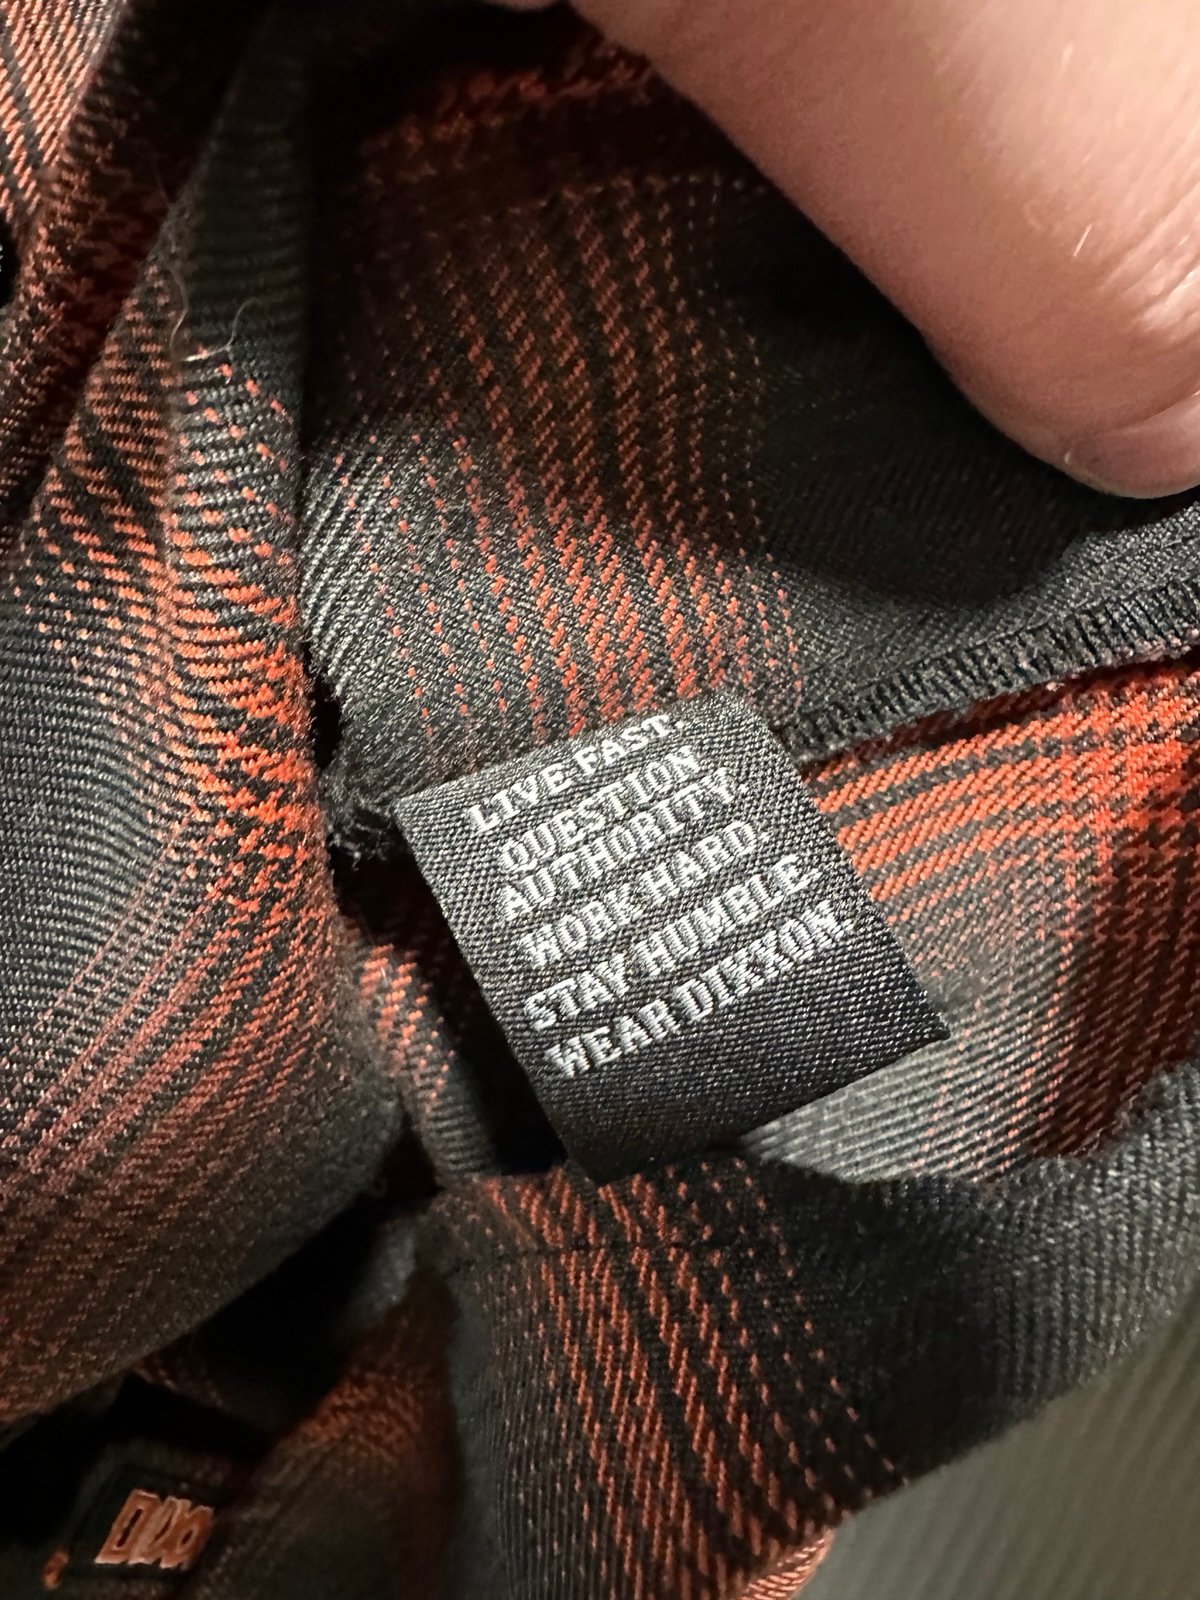 LIVE FAST.
QUESTION
AUTHORITY.
WORK HARD.
STAY HUMBLE
WEAR DIXXON.